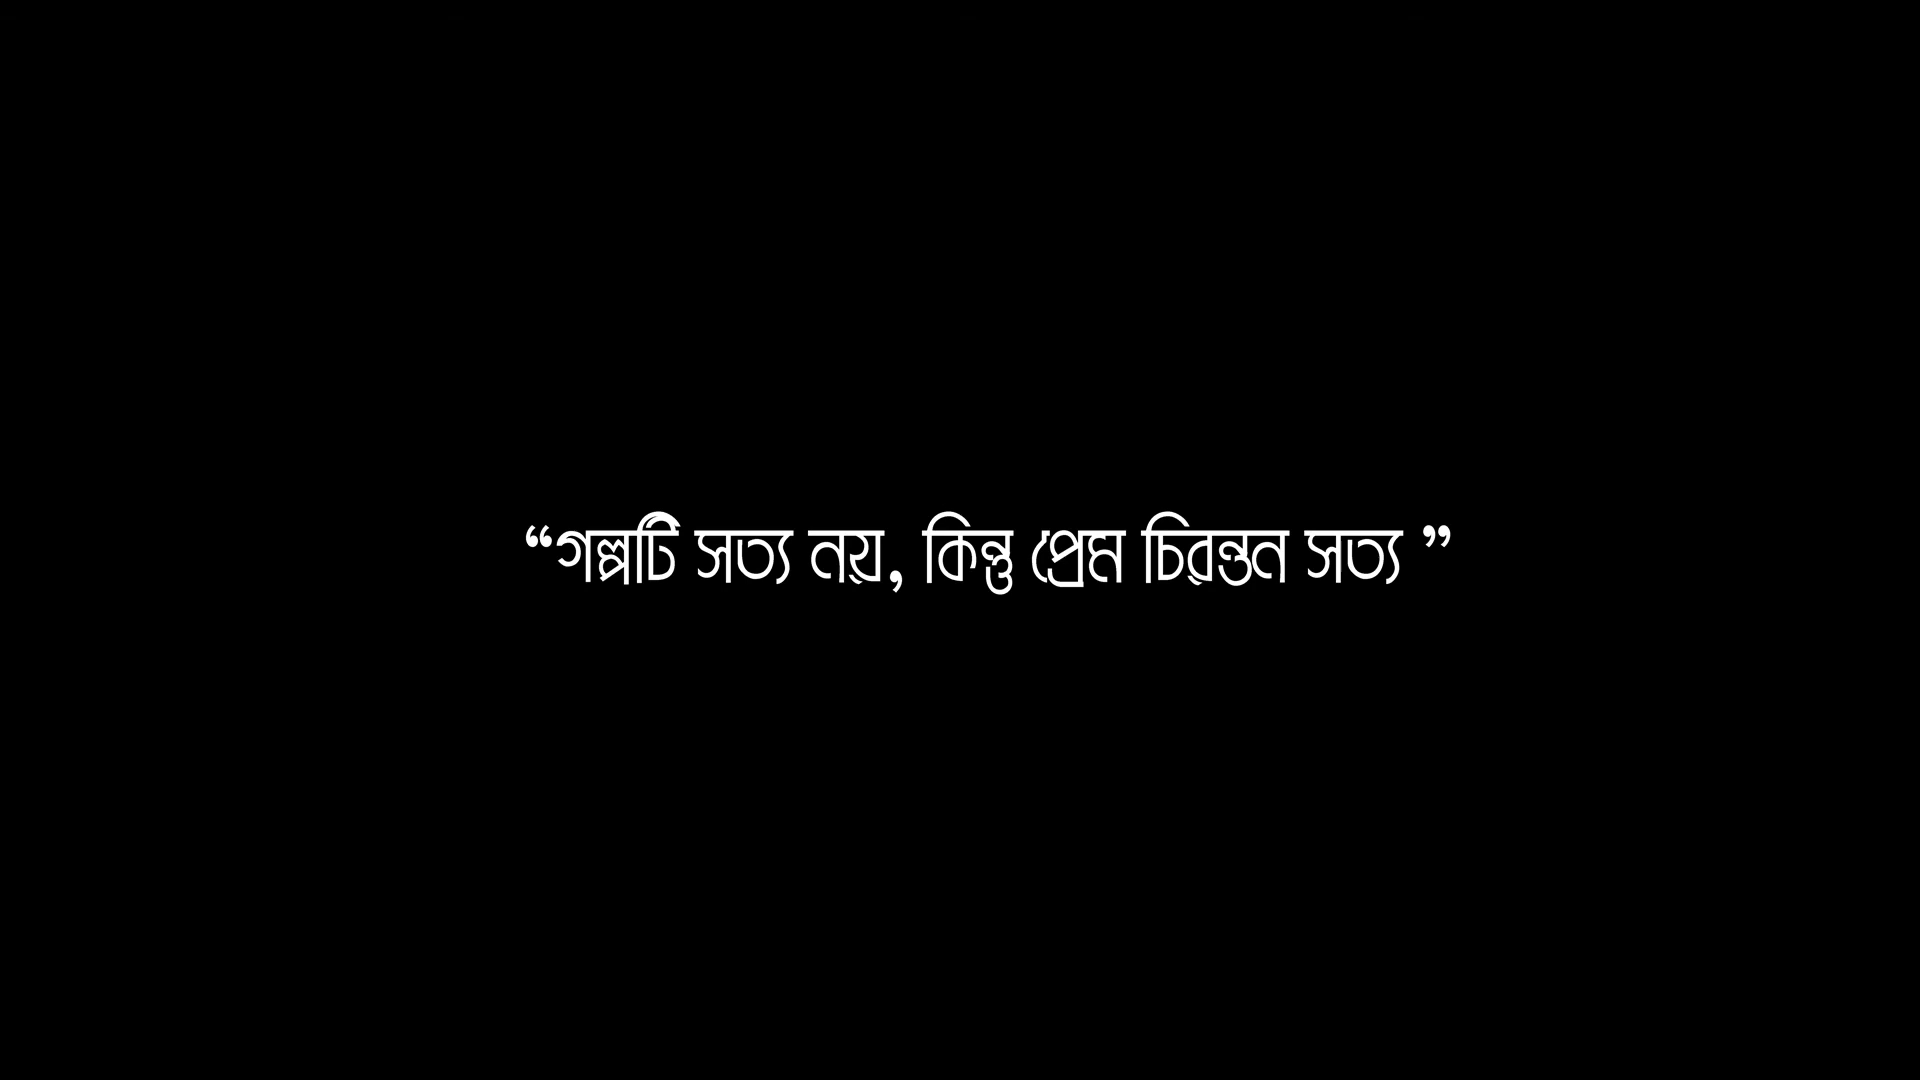 “গল্পটি সত্য নয়, কিন্তু প্রেম চিরন্তন সত্য ”